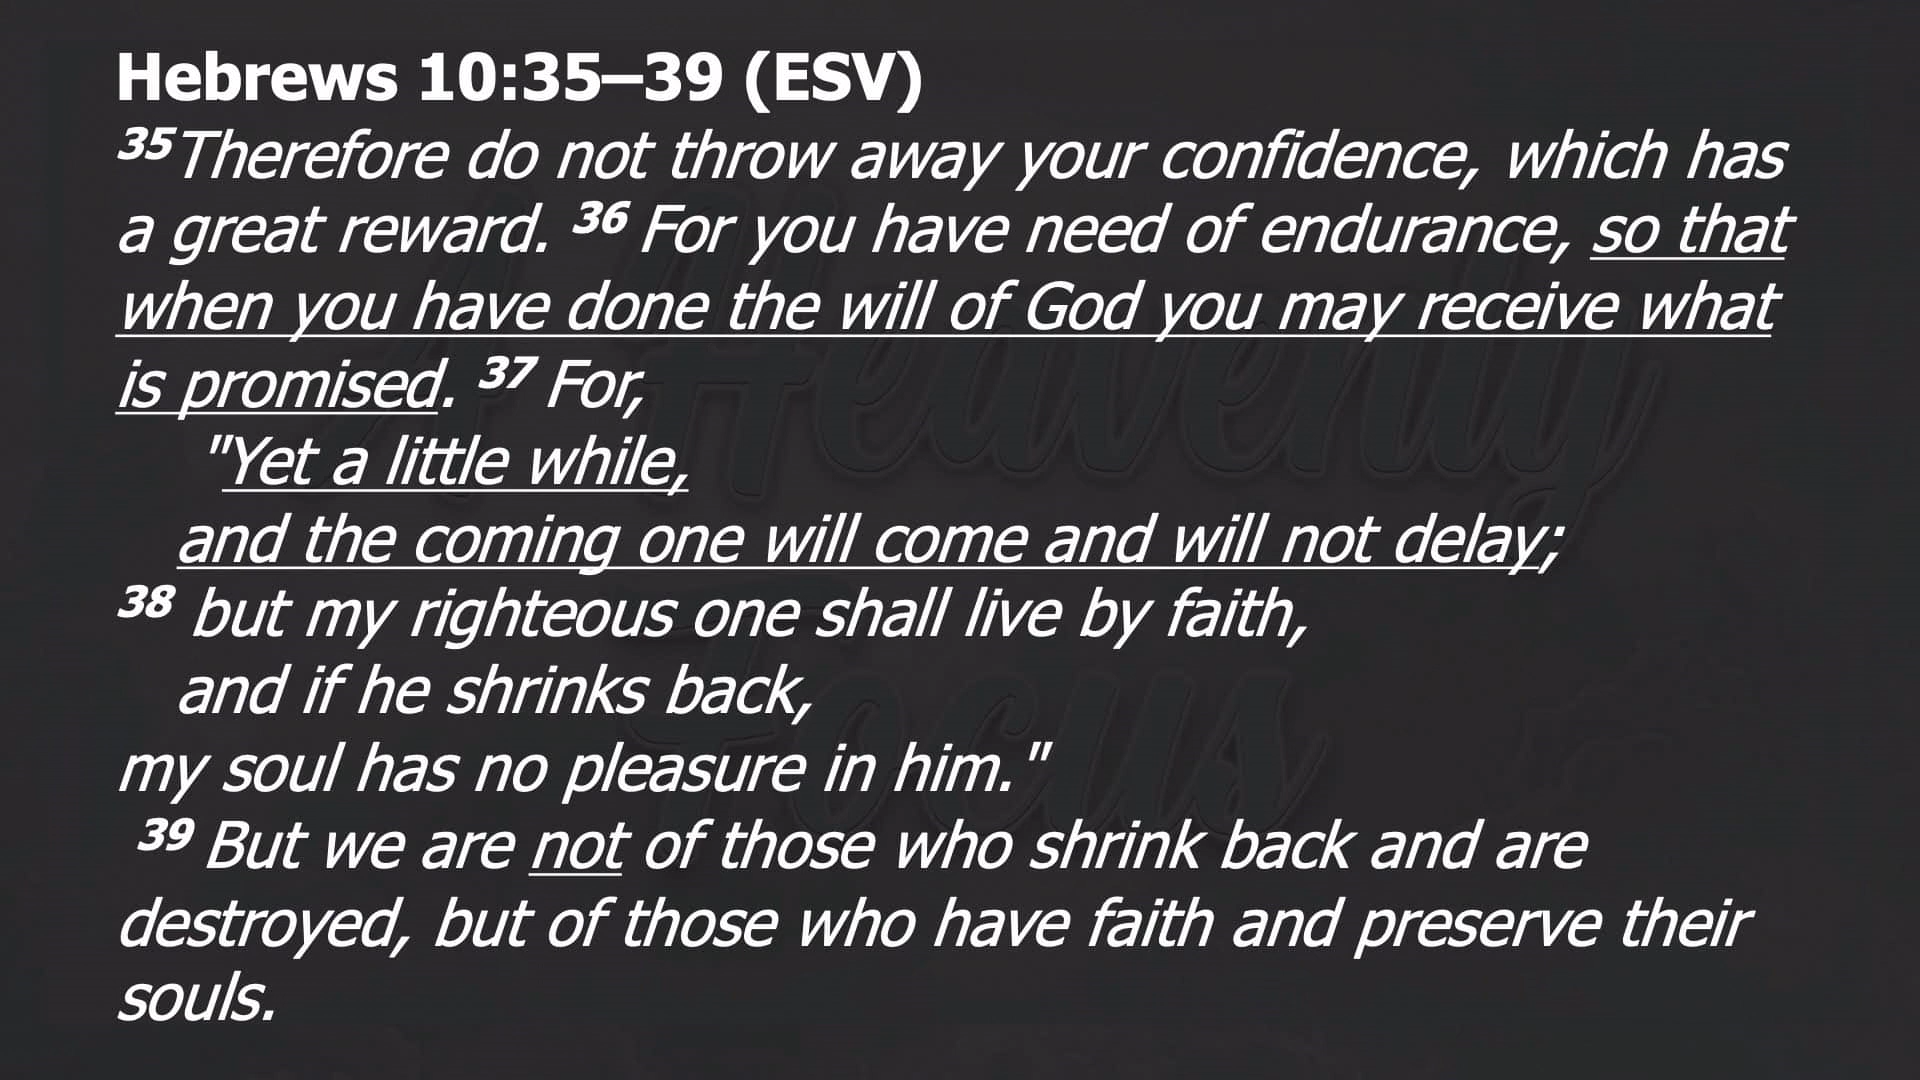 Hebrews 10:35–39 (ESV)
35Therefore do not throw away your confidence, which has
a great reward. 36 For you have need of endurance, so that
when you have done the will of God you may receive what
is promised. 37 For,
"Yet a little while,
and the coming one will come and will not delay;
38 but my righteous one shall live by faith,
and if he shrinks back,
my soul has no pleasure in him."
39 But we are not of those who shrink back and are
destroyed, but of those who have faith and preserve their
souls.
A Heavenly
Focus